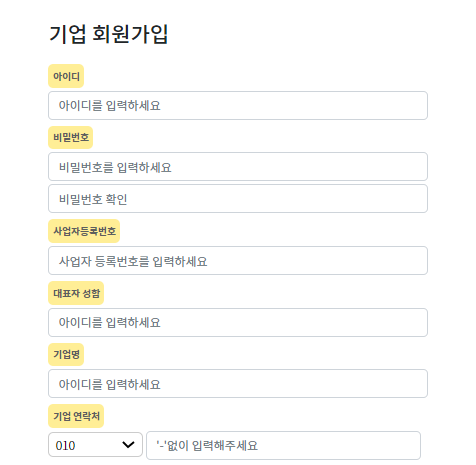 기업 회원가입
아이디
아이디를 입력하세요
비밀번호
비밀번호를 입력하세요
비밀번호 확인
사업자등록번호
사업자 등록번호를 입력하세요
대표자 성함
아이디를 입력하세요
기업명
아이디를 입력하세요
기업 연락처
010 '-'없이 입력해주세요